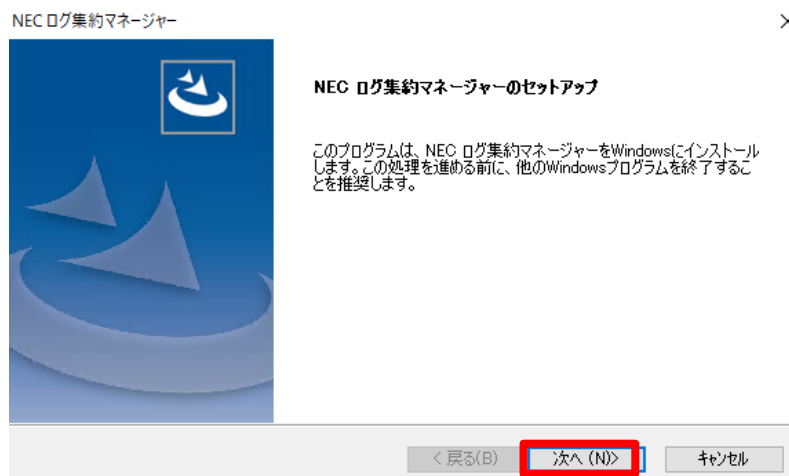 NEC ログ集約マネージャー
NEC ログ集約マネージャーのセットアップ
このプログラムは、NEC ログ集約マネージャーをWindowsにインストール
します。この処理を進める前に、他のWindowsプログラムを終了するこ
とを推奨します。
< 戻る(B) 次へ (N)> キャンセル